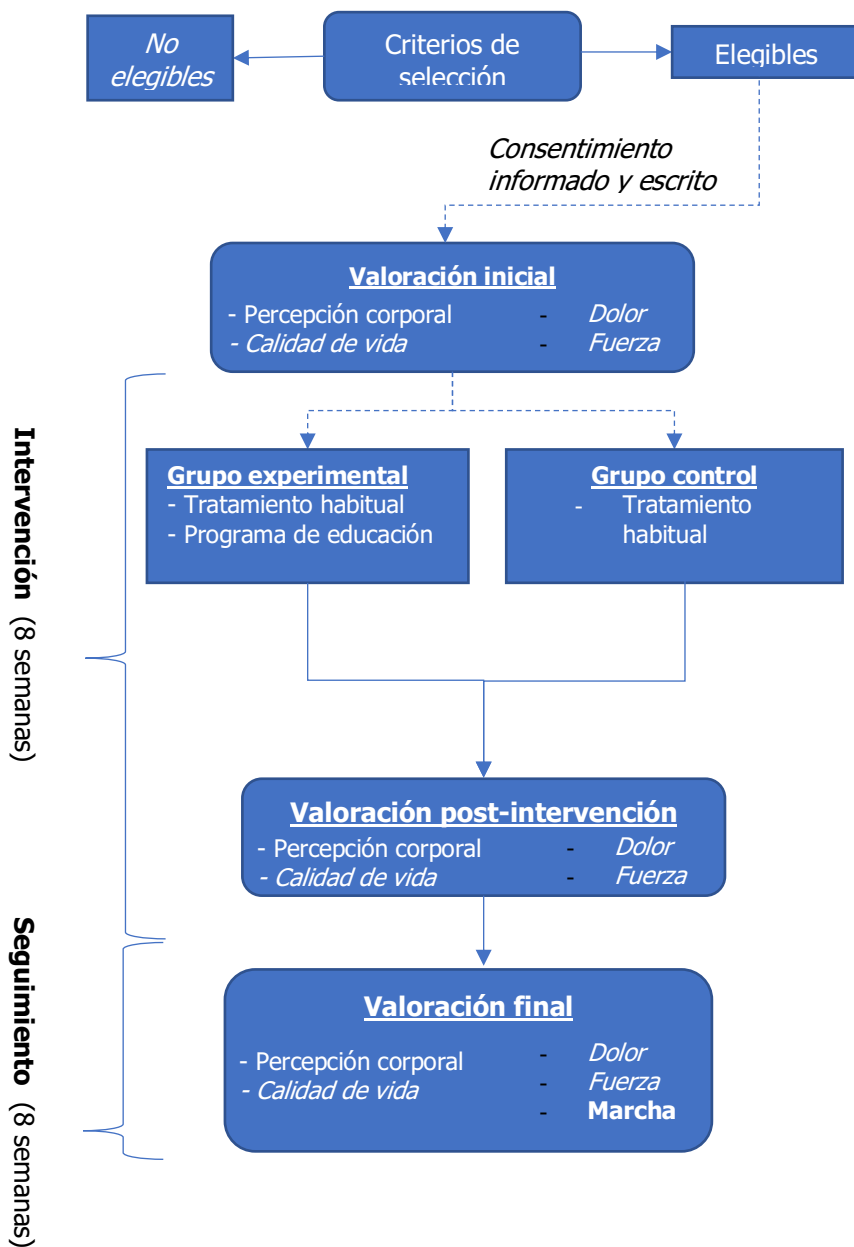 No
elegibles
Criterios de
selección
Elegibles
Consentimiento
informado y escrito
Valoración inicial
- Percepción corporal - Dolor
- Calidad de vida - Fuerza
Intervención (8 semanas)
Grupo experimental
- Tratamiento habitual
- Programa de educación
Grupo control
- Tratamiento
habitual
Valoración post-intervención
- Percepción corporal - Dolor
- Calidad de vida - Fuerza
Seguimiento (8 semanas)
Valoración final
- Percepción corporal - Dolor
- Calidad de vida - Fuerza
- Marcha